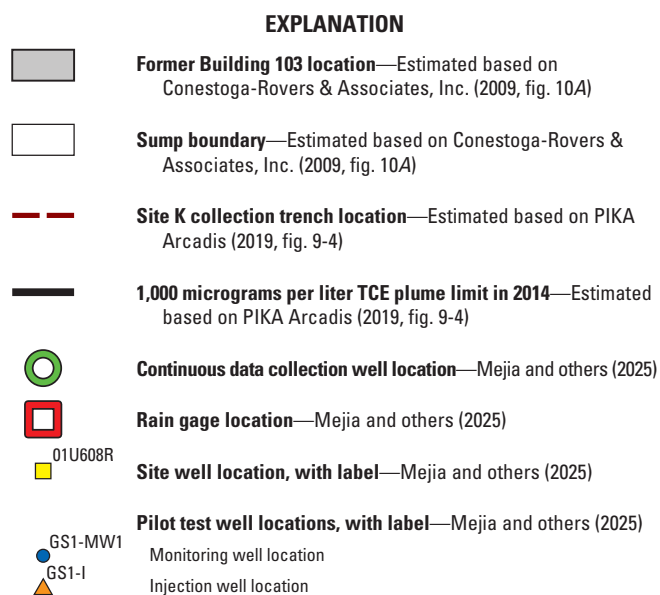 EXPLANATION
Former Building 103 location—Estimated based on
Conestoga-Rovers & Associates, Inc. (2009, fig. 10A)
Sump boundary—Estimated based on Conestoga-Rovers &
Associates, Inc. (2009, fig. 10A)
Site K collection trench location—Estimated based on PIKA
Arcadis (2019, fig. 9-4)
1,000 micrograms per liter TCE plume limit in 2014—Estimated
based on PIKA Arcadis (2019, fig. 9-4)
Continuous data collection well location—Mejia and others (2025)
Rain gage location—Mejia and others (2025)
01U608R
Site well location, with label—Mejia and others (2025)
Pilot test well locations, with label—Mejia and others (2025)
GS1-MW1
Monitoring well location
GS1-I
Injection well location